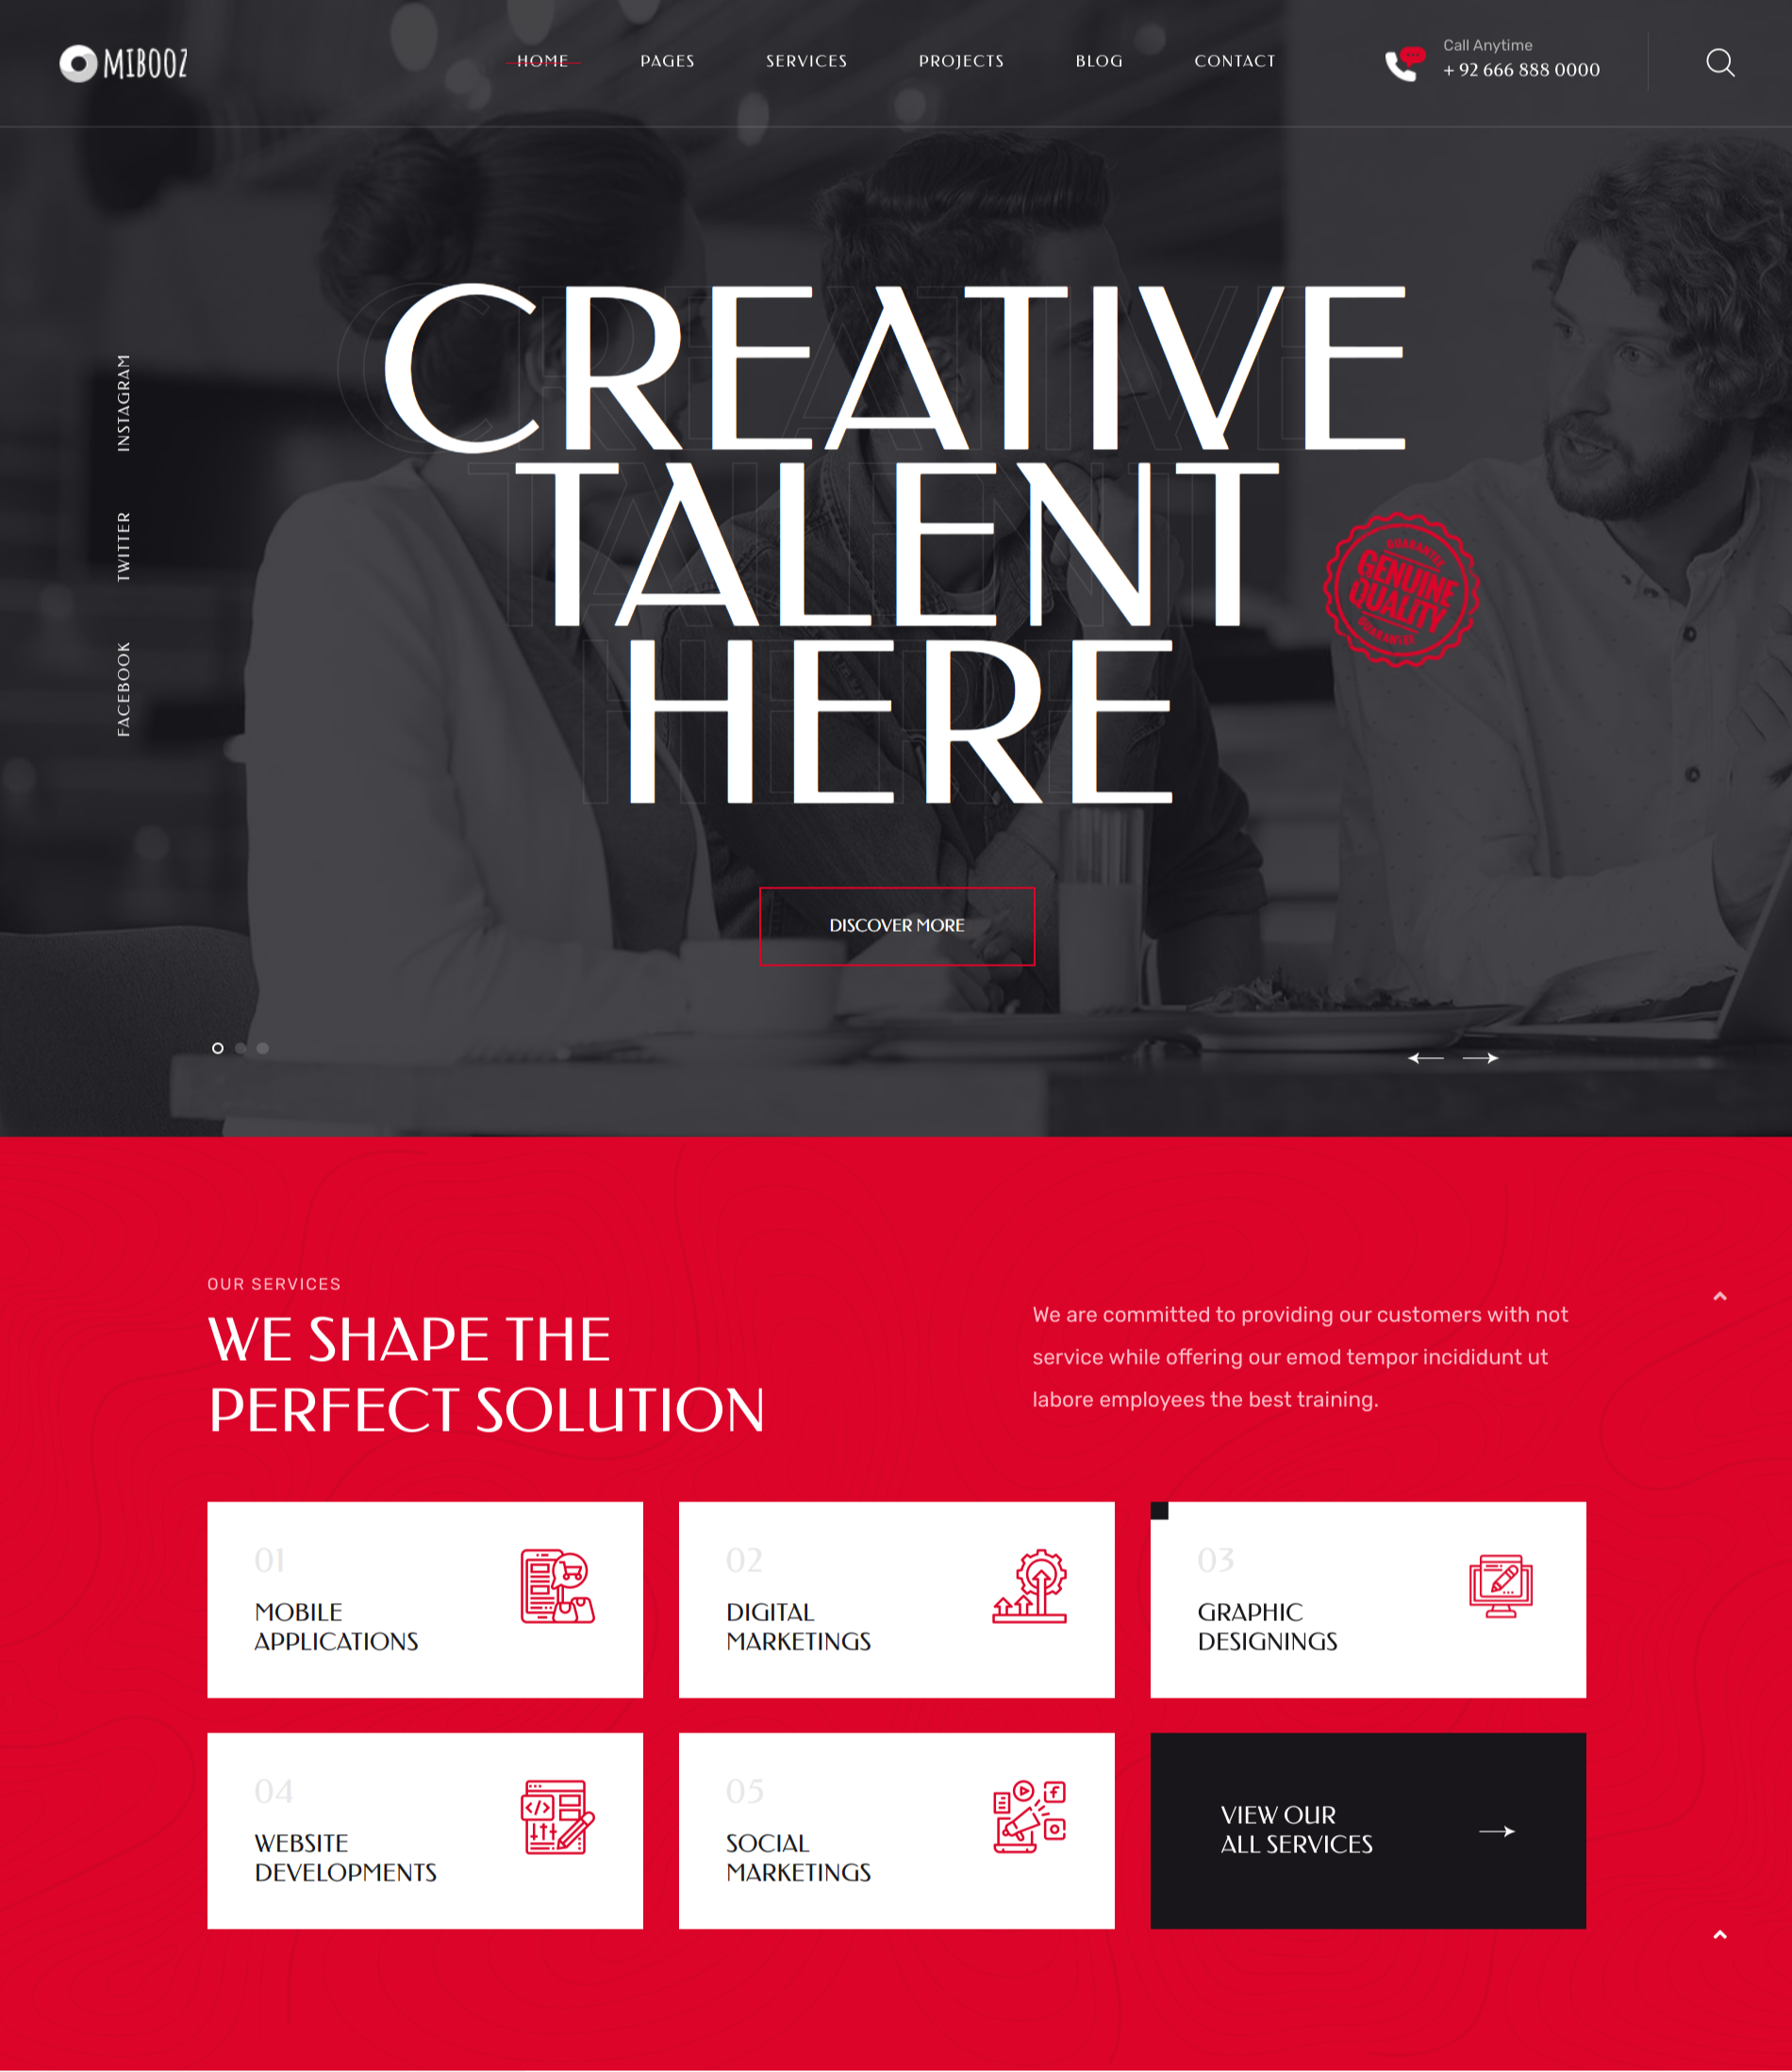 MIBOOZ
HOME
PAGES
SERVICES
PROJECTS
BLOG
CONTACT
Call Anytime
+ 92 666 888 0000
INSTAGRAM
TWITTER
FACEBOOK
CREATIVE
TALENT
HERE
GUARANTEE
GENUINE
QUALITY
GUARANTEE
DISCOVER MORE
OUR SERVICES
WE SHAPE THE
PERFECT SOLUTION
We are committed to providing our customers with not
service while offering our emod tempor incididunt ut
labore employees the best training.
01
MOBILE
APPLICATIONS
02
DIGITAL
MARKETINGS
03
GRAPHIC
DESIGNINGS
04
WEBSITE
DEVELOPMENTS
05
SOCIAL
MARKETINGS
VIEW OUR
ALL SERVICES